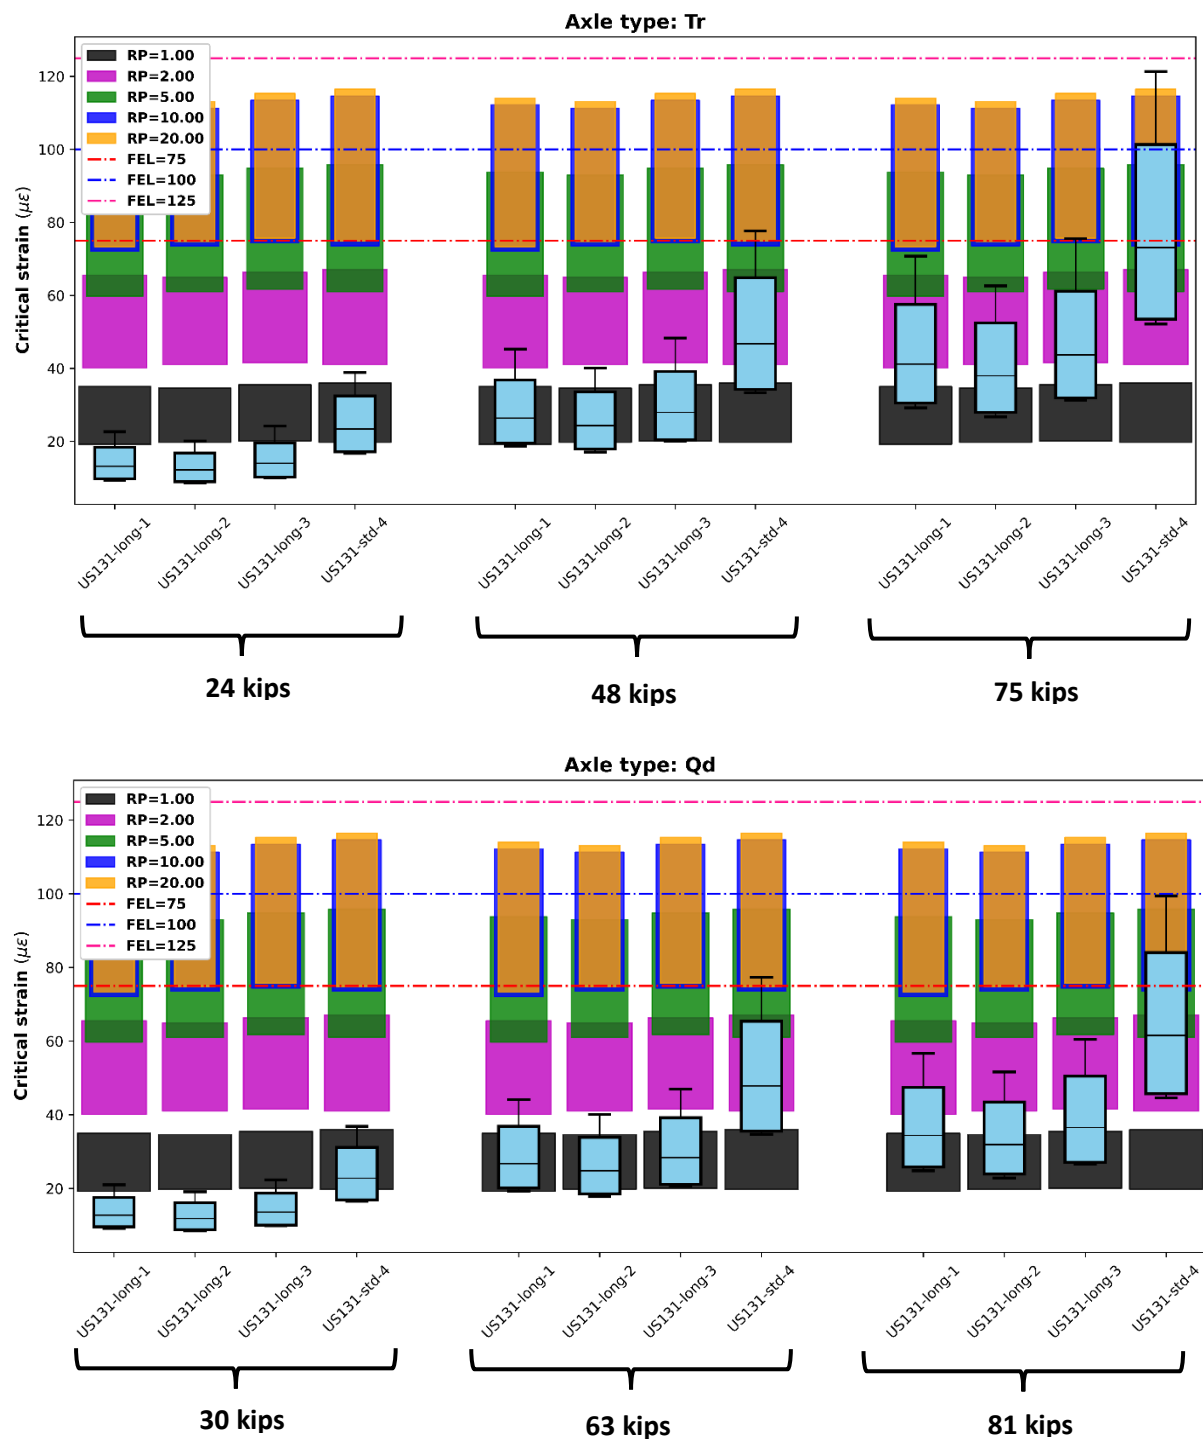 Axle type: Tr
RP=1.00
RP=2.00
RP=5.00
RP=10.00
RP=20.00
FEL=75
FEL=100
FEL=125
Critical strain (με)
120
100
80
60
40
20
US131-long-1
US131-long-2
US131-long-3
US131-std-4
US131-long-1
US131-long-2
US131-long-3
US131-std-4
US131-long-1
US131-long-2
US131-long-3
US131-std-4
24 kips
48 kips
75 kips
Axle type: Qd
RP=1.00
RP=2.00
RP=5.00
RP=10.00
RP=20.00
FEL=75
FEL=100
FEL=125
Critical strain (με)
120
100
80
60
40
20
US131-long-1
US131-long-2
US131-long-3
US131-std-4
US131-long-1
US131-long-2
US131-long-3
US131-std-4
US131-long-1
US131-long-2
US131-long-3
US131-std-4
30 kips
63 kips
81 kips